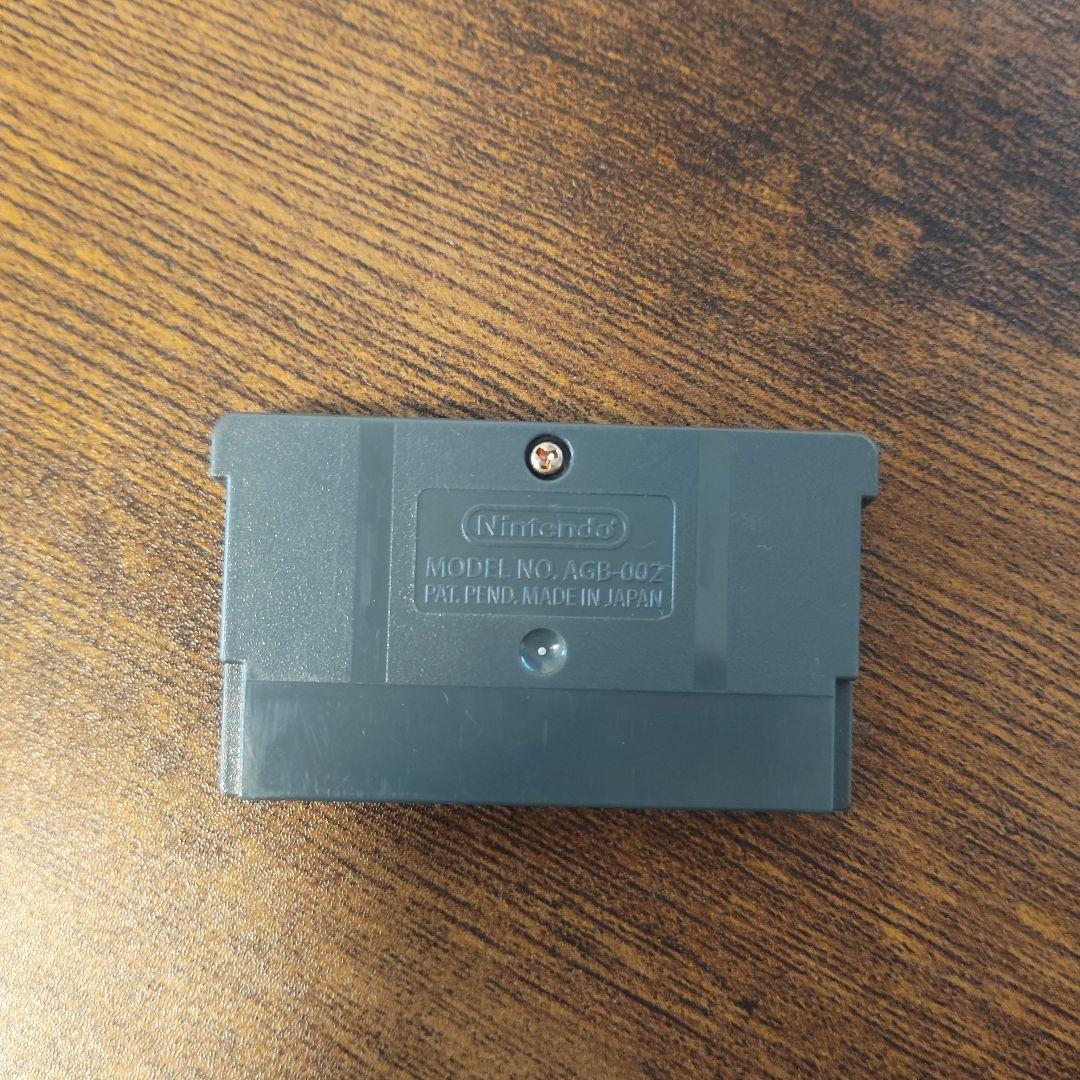 Nintendo®
MODEL NO. AGB-002
PAT. PEND. MADE IN JAPAN